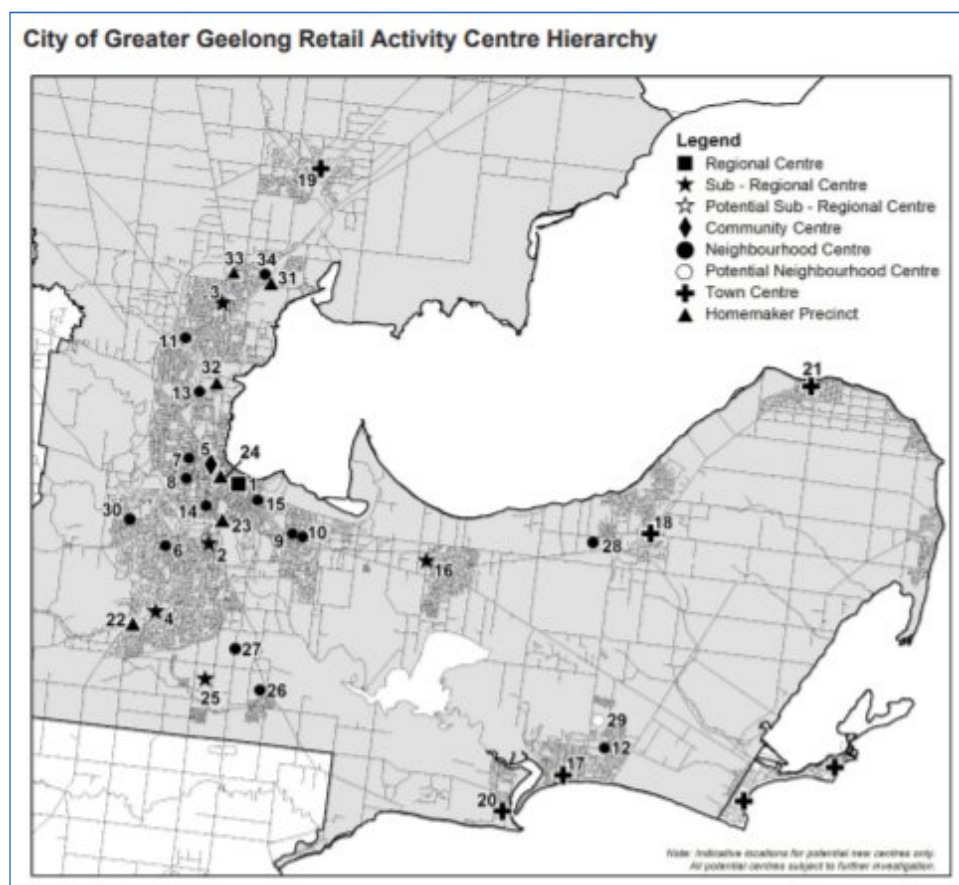 City of Greater Geelong Retail Activity Centre Hierarchy
Legend
Regional Centre
Sub - Regional Centre
Potential Sub - Regional Centre
Community Centre
Neighbourhood Centre
Potential Neighbourhood Centre
Town Centre
Homemaker Precinct
19
33
34
31
3
11
32
13
21
7
5
24
8
1
15
14
30
23
9
10
6
2
16
28
18
22
4
27
25
26
29
12
17
20
Note: Indicative locations for potential new centres only.
All potential centres subject to further investigation.